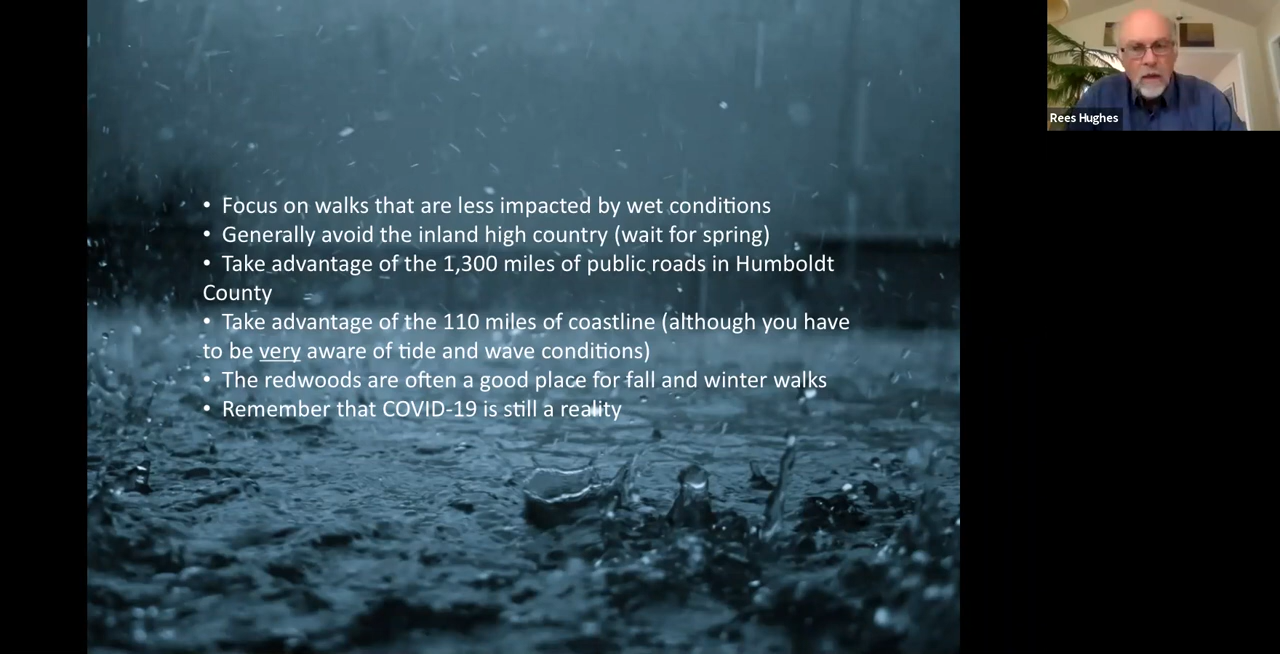 • Focus on walks that are less impacted by wet conditions
• Generally avoid the inland high country (wait for spring)
• Take advantage of the 1,300 miles of public roads in Humboldt
County
• Take advantage of the 110 miles of coastline (although you have
to be very aware of tide and wave conditions)
• The redwoods are often a good place for fall and winter walks
• Remember that COVID-19 is still a reality
Rees Hughes